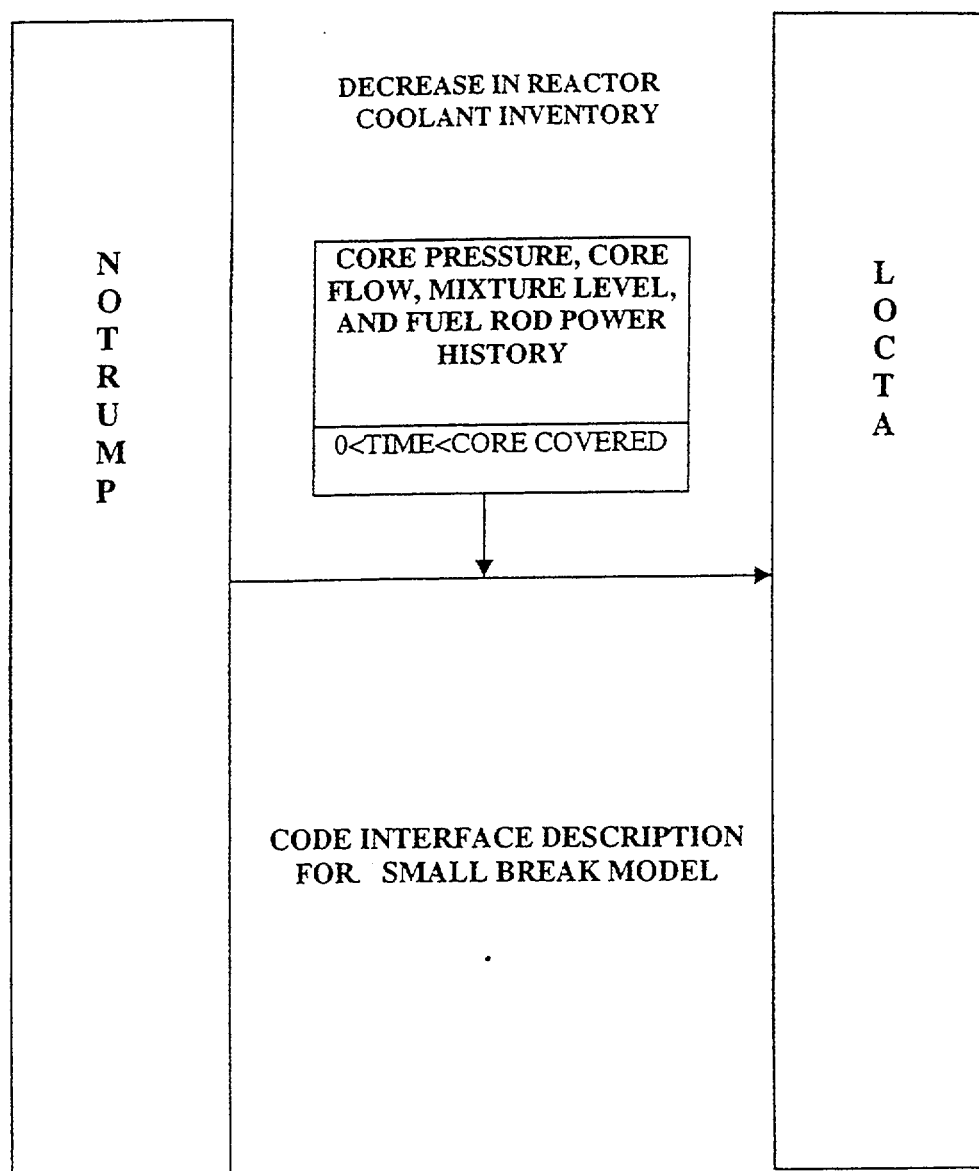 DECREASE IN REACTOR
COOLANT INVENTORY
N
O
T
R
U
M
P
CORE PRESSURE, CORE
FLOW, MIXTURE LEVEL,
AND FUEL ROD POWER
HISTORY
0<TIME<CORE COVERED
L
O
C
T
A
CODE INTERFACE DESCRIPTION
FOR SMALL BREAK MODEL